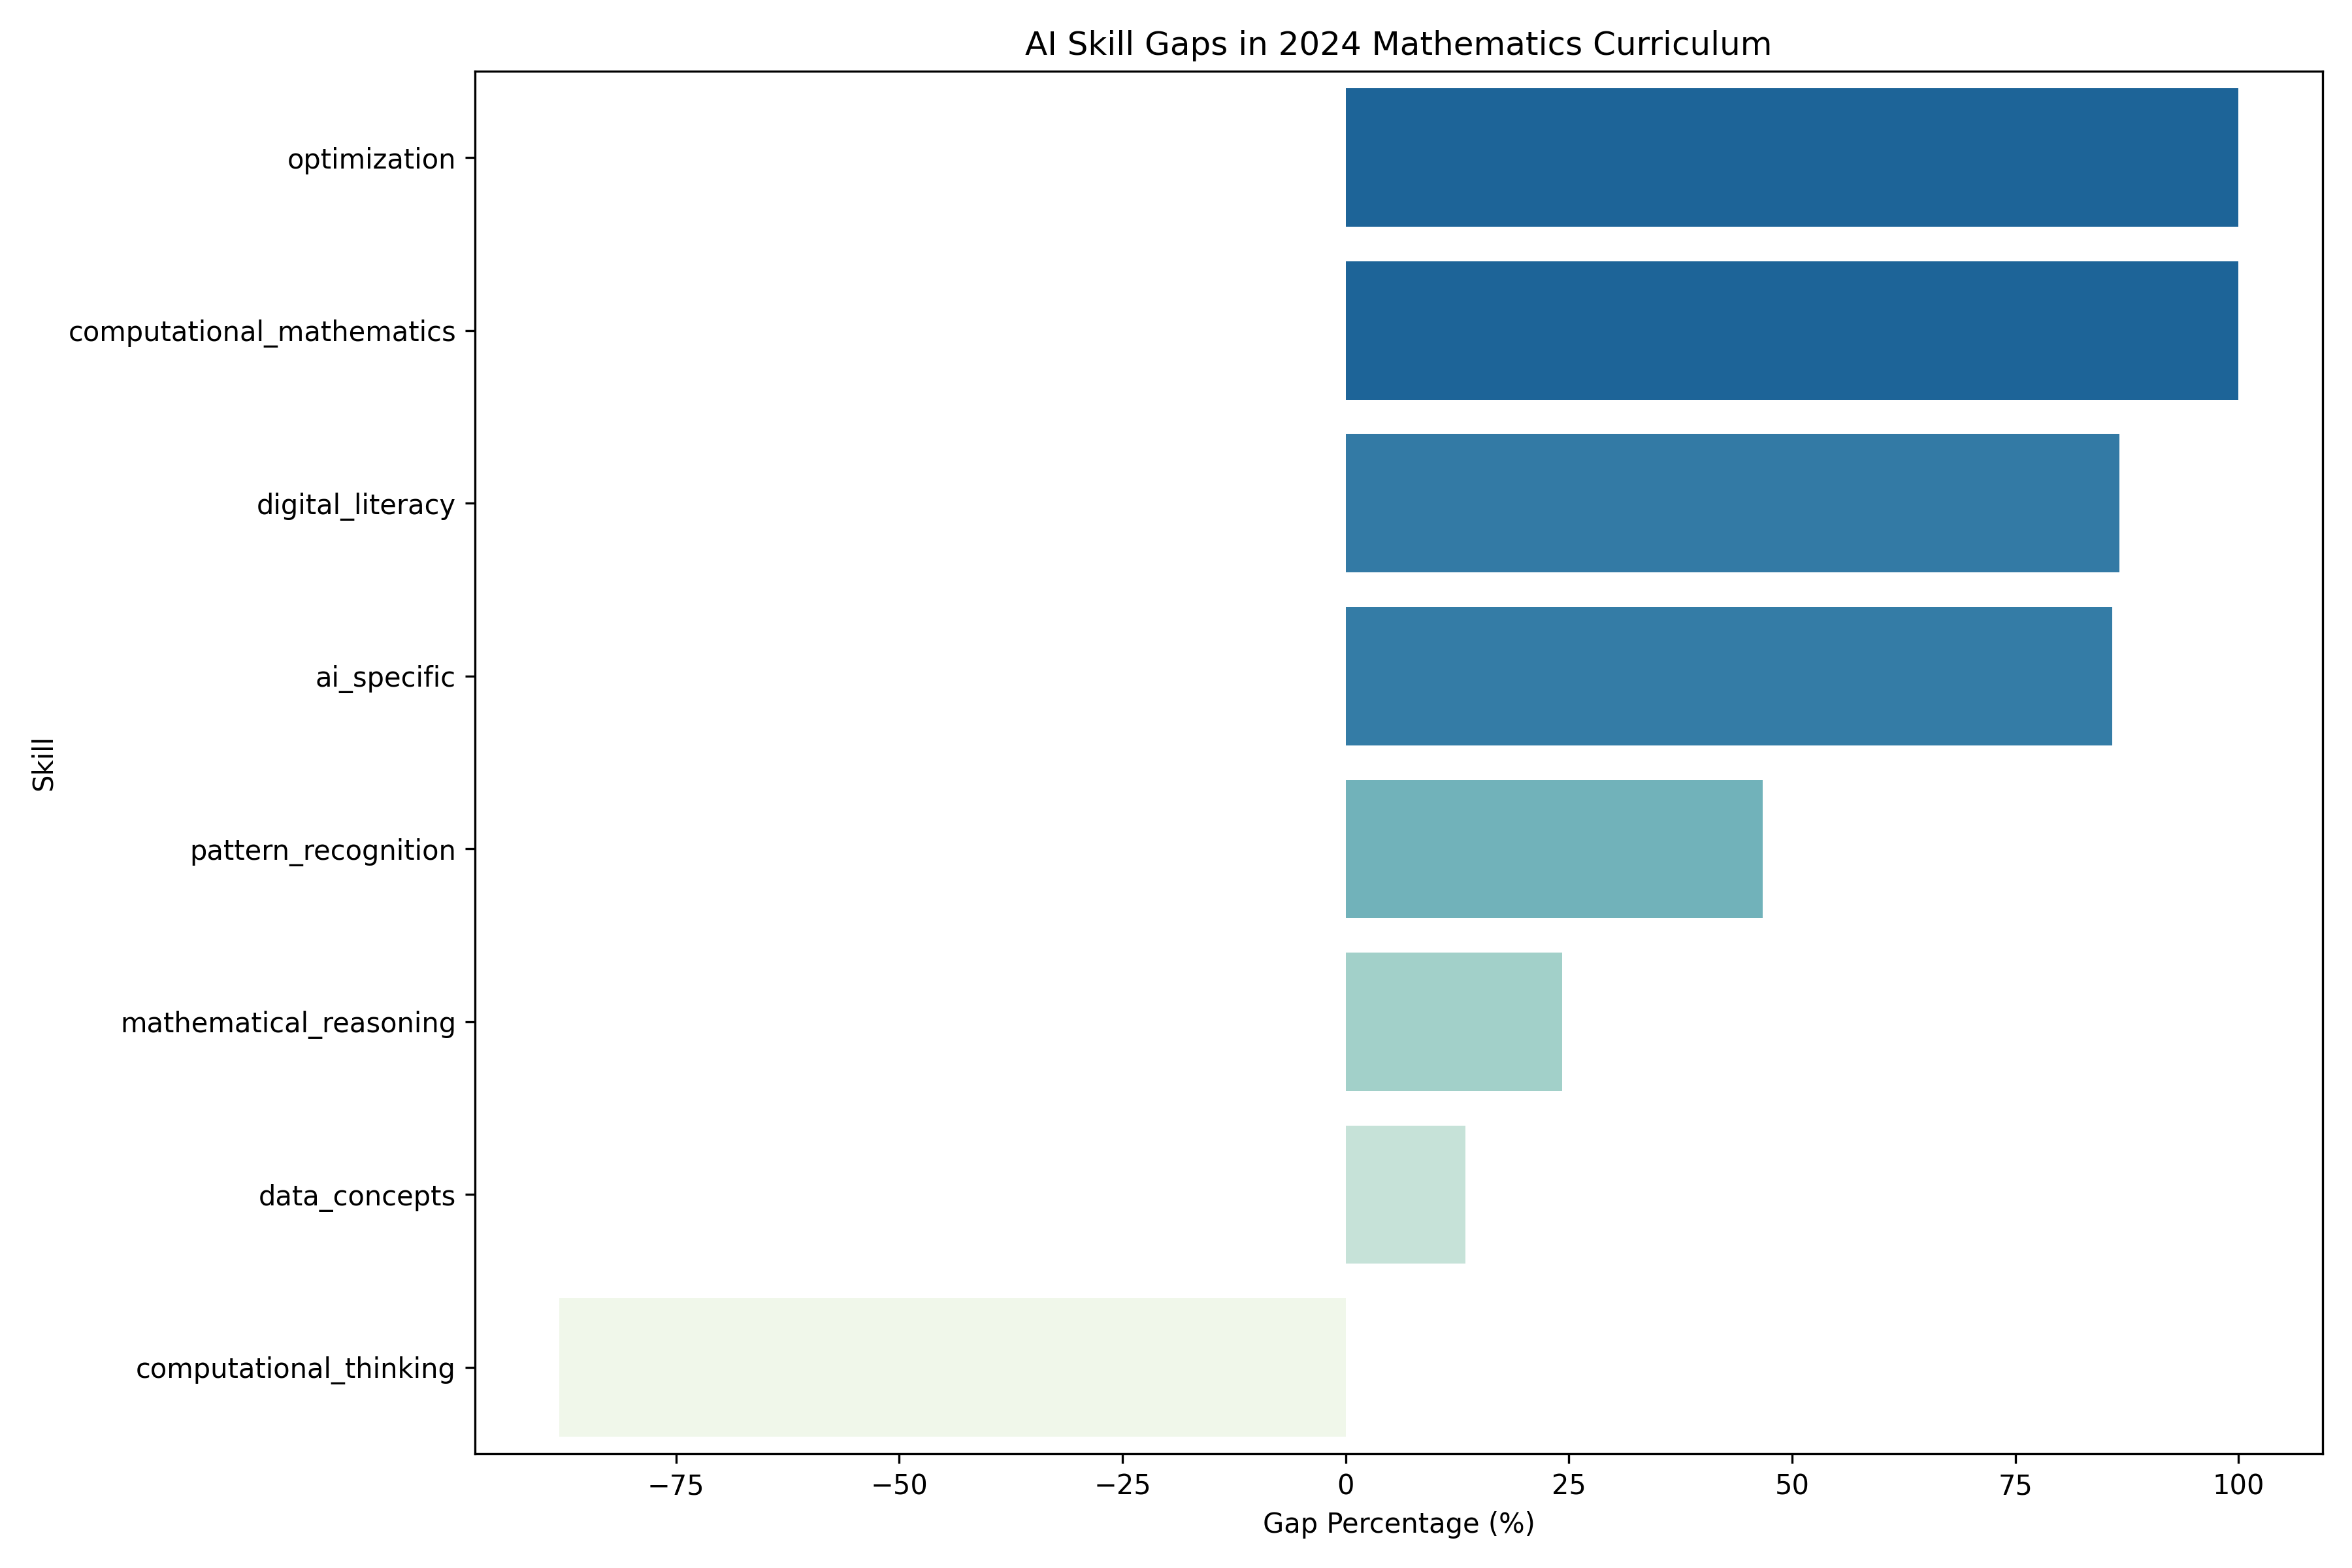 AI Skill Gaps in 2024 Mathematics Curriculum
optimization
computational_mathematics
digital_literacy
ai_specific
pattern_recognition
mathematical_reasoning
data_concepts
computational_thinking
Skill
−75 −50 −25 0 25 50 75 100
Gap Percentage (%)